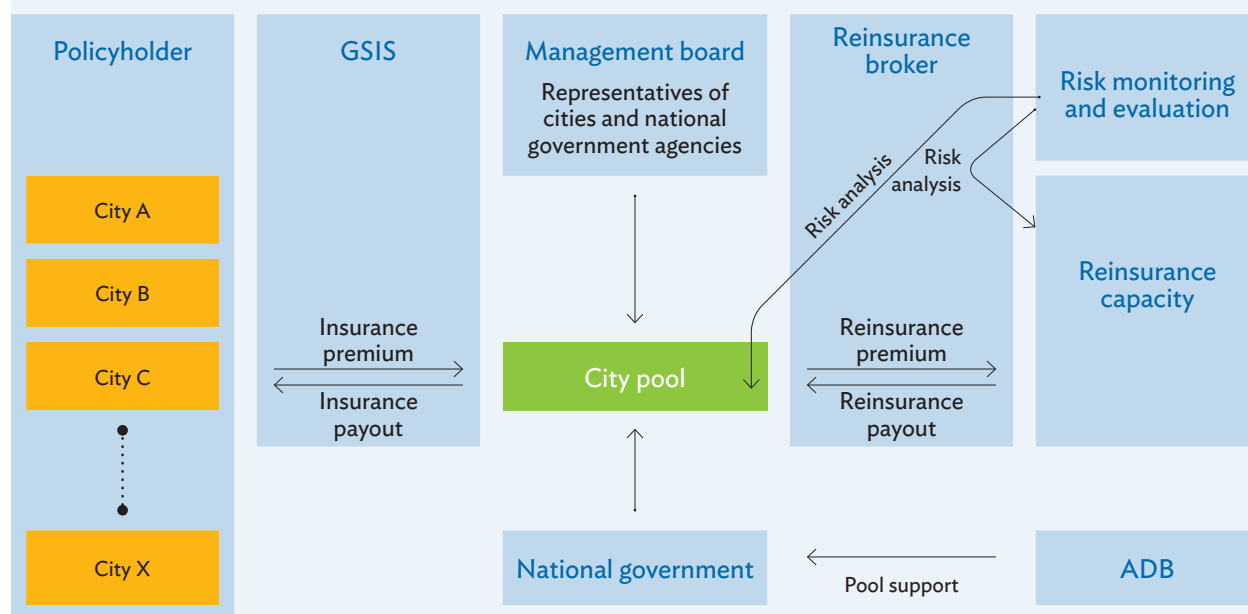 Policyholder
City A
City B
City C
City X
GSIS
Insurance
premium
Insurance
payout
Management board
Representatives of
cities and national
government agencies
City pool
National government
Reinsurance
broker
Risk analysis
Risk
analysis
Reinsurance
premium
Reinsurance
payout
Pool support
Risk monitoring
and evaluation
Reinsurance
capacity
ADB